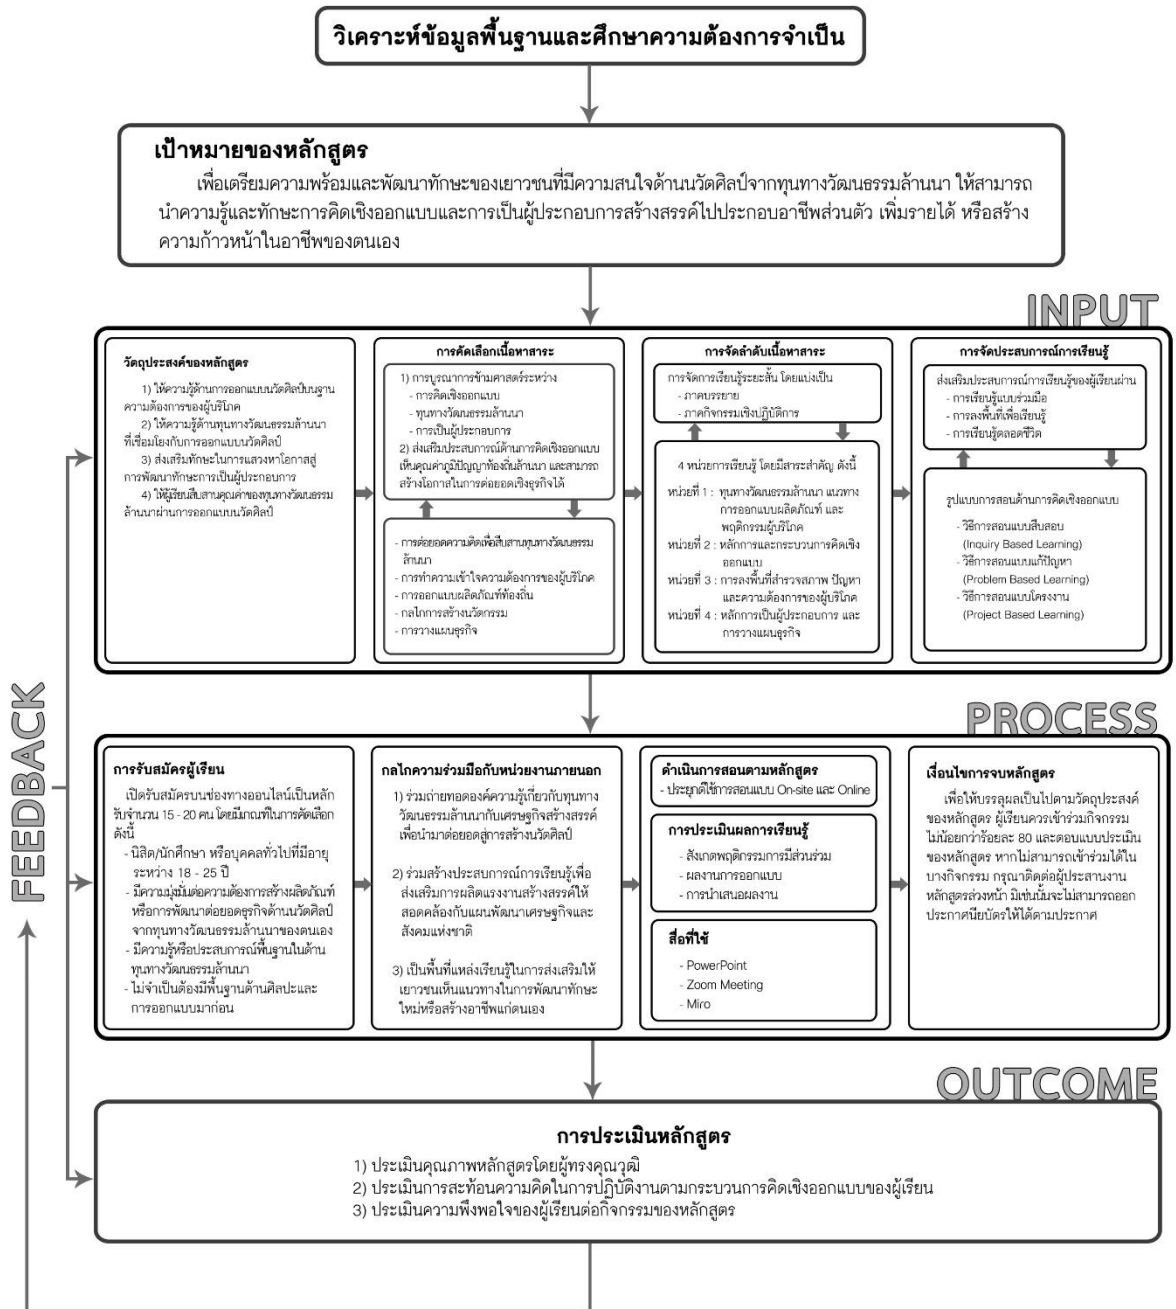 วิเคราะห์ข้อมูลพื้นฐานและศึกษาความต้องการจำเป็น
เป้าหมายของหลักสูตร
เพื่อเตรียมความพร้อมและพัฒนาทักษะของเยาวชนที่มีความสนใจด้านนวัตศิลป์จากทุนทางวัฒนธรรมล้านนา ให้สามารถ
นำความรู้และทักษะการคิดเชิงออกแบบและการเป็นผู้ประกอบการสร้างสรรค์ไปประกอบอาชีพส่วนตัว เพิ่มรายได้ หรือสร้าง
ความก้าวหน้าในอาชีพของตนเอง
INPUT
วัตถุประสงค์ของหลักสูตร
1) ให้ความรู้ด้านการออกแบบนวัตศิลป์บนฐาน
ความต้องการของผู้บริโภค
2) ให้ความรู้ด้านทุนทางวัฒนธรรมล้านนา
ที่เชื่อมโยงกับการออกแบบนวัตศิลป์
3) ส่งเสริมทักษะในการแสวงหาโอกาสสู่
การพัฒนาทักษะการเป็นผู้ประกอบการ
4) ให้ผู้เรียนสืบสานคุณค่าของทุนทางวัฒนธรรม
ล้านนาผ่านการออกแบบนวัตศิลป์
การคัดเลือกเนื้อหาสาระ
1) การบูรณาการข้ามศาสตร์ระหว่าง
- การคิดเชิงออกแบบ
- ทุนทางวัฒนธรรมล้านนา
- การเป็นผู้ประกอบการ
2) ส่งเสริมประสบการณ์ด้านการคิดเชิงออกแบบ
เห็นคุณค่าภูมิปัญญาท้องถิ่นล้านนา และสามารถ
สร้างโอกาสในการต่อยอดเชิงธุรกิจได้
- การต่อยอดความคิดเพื่อสืบสานทุนทางวัฒนธรรม
ล้านนา
- การทำความเข้าใจความต้องการของผู้บริโภค
- การออกแบบผลิตภัณฑ์ท้องถิ่น
- กลไกการสร้างนวัตกรรม
- การวางแผนธุรกิจ
การจัดลำดับเนื้อหาสาระ
การจัดการเรียนรู้ระยะสั้น โดยแบ่งเป็น
- ภาคบรรยาย
- ภาคกิจกรรมเชิงปฏิบัติการ
4 หน่วยการเรียนรู้ โดยมีสาระสำคัญ ดังนี้
หน่วยที่ 1 : ทุนทางวัฒนธรรมล้านนา แนวทาง
การออกแบบผลิตภัณฑ์ และ
พฤติกรรมผู้บริโภค
หน่วยที่ 2 : หลักการและกระบวนการคิดเชิง
ออกแบบ
หน่วยที่ 3 : การลงพื้นที่สำรวจสภาพ ปัญหา
และความต้องการของผู้บริโภค
หน่วยที่ 4 : หลักการเป็นผู้ประกอบการ และ
การวางแผนธุรกิจ
การจัดประสบการณ์การเรียนรู้
ส่งเสริมประสบการณ์การเรียนรู้ของผู้เรียนผ่าน
- การเรียนรู้แบบร่วมมือ
- การลงพื้นที่เพื่อเรียนรู้
- การเรียนรู้ตลอดชีวิต
รูปแบบการสอนด้านการคิดเชิงออกแบบ
- วิธีการสอนแบบสืบสอบ
(Inquiry Based Learning)
- วิธีการสอนแบบแก้ปัญหา
(Problem Based Learning)
- วิธีการสอนแบบโครงงาน
(Project Based Learning)
FEEDBACK
PROCESS
การรับสมัครผู้เรียน
เปิดรับสมัครบนช่องทางออนไลน์เป็นหลัก
รับจำนวน 15 - 20 คน โดยมีเกณฑ์ในการคัดเลือก
ดังนี้
- นิสิต/นักศึกษา หรือบุคคลทั่วไปที่มีอายุ
ระหว่าง 18 - 25 ปี
- มีความมุ่งมั่นต่อความต้องการสร้างผลิตภัณฑ์
หรือการพัฒนาต่อยอดธุรกิจด้านนวัตศิลป์
จากทุนทางวัฒนธรรมล้านนาของตนเอง
- มีความรู้หรือประสบการณ์พื้นฐานในด้าน
ทุนทางวัฒนธรรมล้านนา
- ไม่จำเป็นต้องมีพื้นฐานด้านศิลปะและ
การออกแบบมาก่อน
กลไกความร่วมมือกับหน่วยงานภายนอก
1) ร่วมถ่ายทอดองค์ความรู้เกี่ยวกับทุนทาง
วัฒนธรรมล้านนากับเศรษฐกิจสร้างสรรค์
เพื่อนำมาต่อยอดสู่การสร้างนวัตศิลป์
2) ร่วมสร้างประสบการณ์การเรียนรู้เพื่อ
ส่งเสริมการผลิตแรงงานสร้างสรรค์ให้
สอดคล้องกับแผนพัฒนาเศรษฐกิจและ
สังคมแห่งชาติ
3) เป็นพื้นที่แหล่งเรียนรู้ในการส่งเสริมให้
เยาวชนเห็นแนวทางในการพัฒนาทักษะ
ใหม่หรือสร้างอาชีพแก่ตนเอง
ดำเนินการสอนตามหลักสูตร
- ประยุกต์ใช้การสอนแบบ On-site และ Online
การประเมินผลการเรียนรู้
- สังเกตพฤติกรรมการมีส่วนร่วม
- ผลงานการออกแบบ
- การนำเสนอผลงาน
สื่อที่ใช้
- PowerPoint
- Zoom Meeting
- Miro
เงื่อนไขการจบหลักสูตร
เพื่อให้บรรลุผลเป็นไปตามวัตถุประสงค์
ของหลักสูตร ผู้เรียนควรเข้าร่วมกิจกรรม
ไม่น้อยกว่าร้อยละ 80 และตอบแบบประเมิน
ของหลักสูตร หากไม่สามารถเข้าร่วมได้ใน
บางกิจกรรม กรุณาติดต่อผู้ประสานงาน
หลักสูตรล่วงหน้า มิเช่นนั้นจะไม่สามารถออก
ประกาศนียบัตรให้ได้ตามประกาศ
OUTCOME
การประเมินหลักสูตร
1) ประเมินคุณภาพหลักสูตรโดยผู้ทรงคุณวุฒิ
2) ประเมินการสะท้อนความคิดในการปฏิบัติงานตามกระบวนการคิดเชิงออกแบบของผู้เรียน
3) ประเมินความพึงพอใจของผู้เรียนต่อกิจกรรมของหลักสูตร